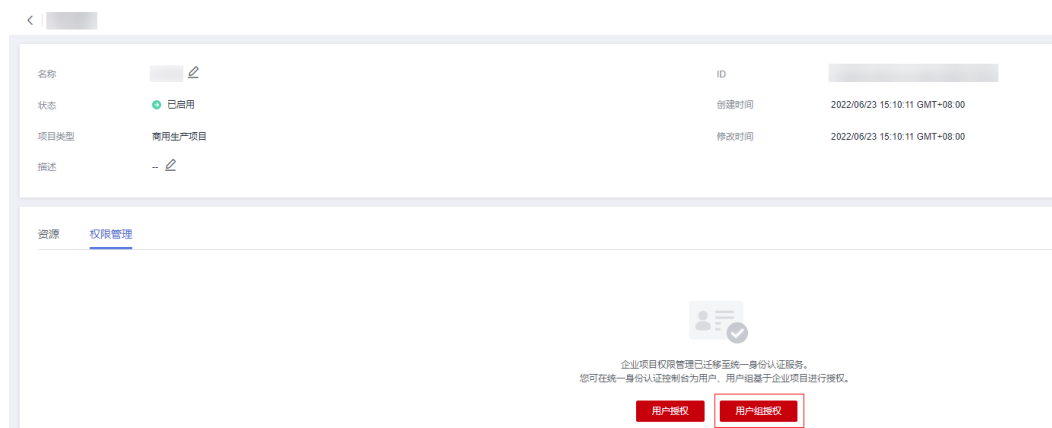 名称
ID
状态 已启用
创建时间 2022/06/23 15:10:11 GMT+08:00
项目类型 商用生产项目
修改时间 2022/06/23 15:10:11 GMT+08:00
描述 --
资源 权限管理
企业项目权限管理已迁移至统一身份认证服务。
您可在统一身份认证控制台为用户、用户组基于企业项目进行授权。
用户授权 用户组授权